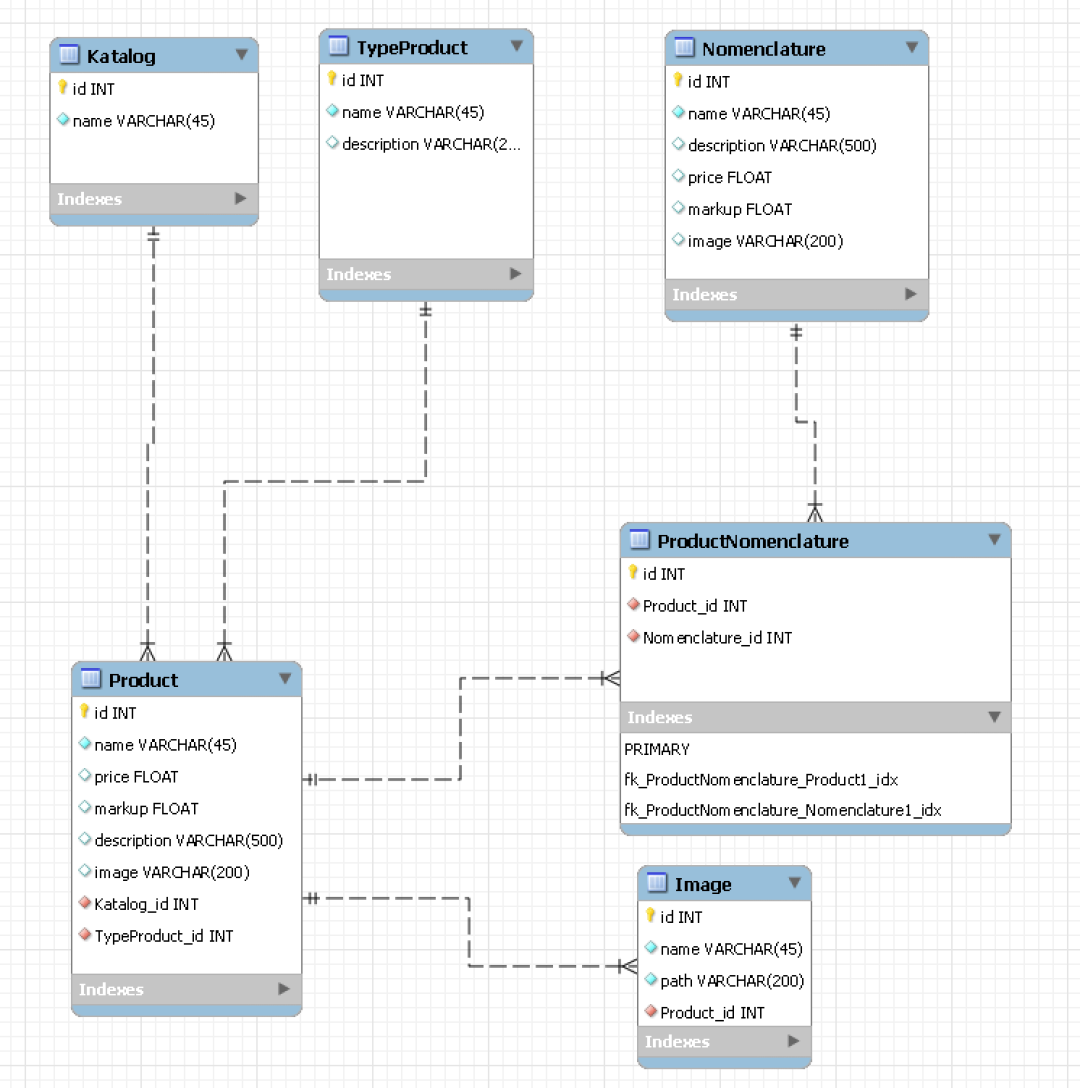 Katalog
id INT
name VARCHAR(45)
Indexes
TypeProduct
id INT
name VARCHAR(45)
description VARCHAR(2...
Indexes
Nomenclature
id INT
name VARCHAR(45)
description VARCHAR(500)
price FLOAT
markup FLOAT
image VARCHAR(200)
Indexes
ProductNomenclature
id INT
Product_id INT
Nomenclature_id INT
Indexes
PRIMARY
fk_ProductNomenclature_Product1_idx
fk_ProductNomenclature_Nomenclature1_idx
Product
id INT
name VARCHAR(45)
price FLOAT
markup FLOAT
description VARCHAR(500)
image VARCHAR(200)
Katalog_id INT
TypeProduct_id INT
Indexes
Image
id INT
name VARCHAR(45)
path VARCHAR(200)
Product_id INT
Indexes